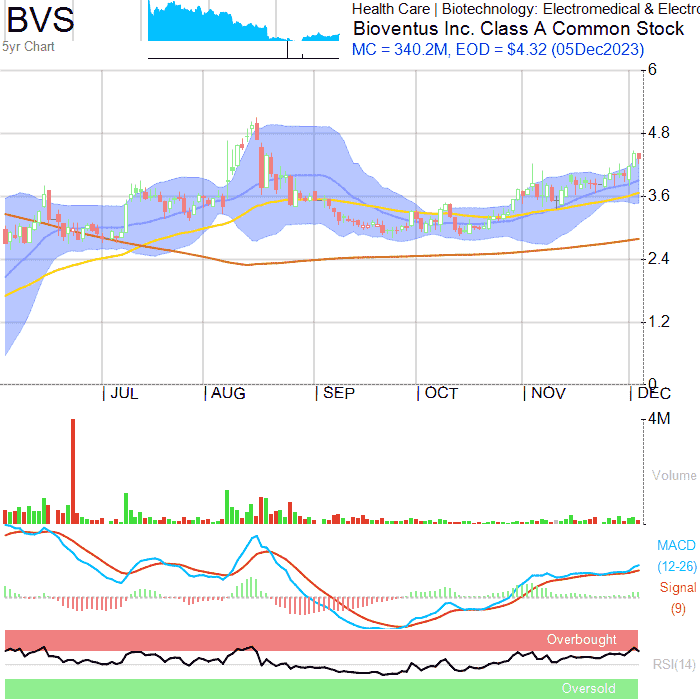 BVS
5yr Chart
Health Care | Biotechnology: Electromedical & Electro
Bioventus Inc. Class A Common Stock
MC = 340.2M, EOD = $4.32 (05Dec2023)
6
4.8
3.6
2.4
1.2
0
| JUL | AUG | SEP | OCT | NOV | DEC
4M
Volume
MACD
(12-26)
Signal
(9)
Overbought
RSI(14)
Oversold